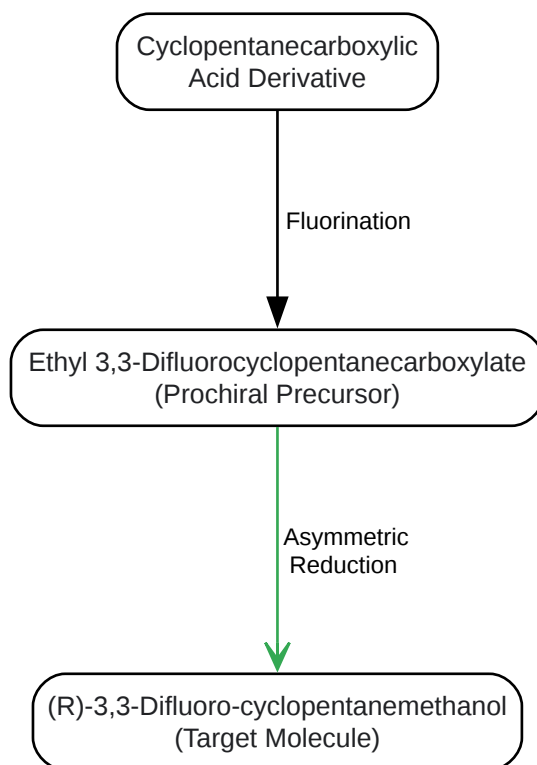 Cyclopentanecarboxylic
Acid Derivative
Fluorination
Ethyl 3,3-Difluorocyclopentanecarboxylate
(Prochiral Precursor)
Asymmetric
Reduction
(R)-3,3-Difluoro-cyclopentanemethanol
(Target Molecule)